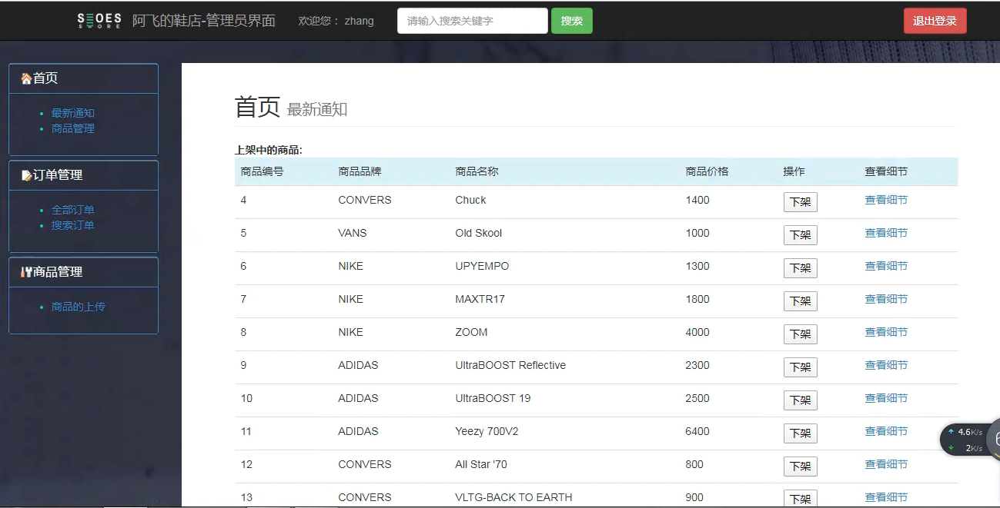 SHOES STORE 阿飞的鞋店-管理员界面 欢迎您： zhang 请输入搜索关键字 搜索 退出登录
首页
最新通知
商品管理
订单管理
全部订单
搜索订单
商品管理
商品的上传
首页 最新通知
上架中的商品:
商品编号 商品品牌 商品名称 商品价格 操作 查看细节
4 CONVERS Chuck 1400 下架 查看细节
5 VANS Old Skool 1000 下架 查看细节
6 NIKE UPYEMPO 1300 下架 查看细节
7 NIKE MAXTR17 1800 下架 查看细节
8 NIKE ZOOM 4000 下架 查看细节
9 ADIDAS UltraBOOST Reflective 2300 下架 查看细节
10 ADIDAS UltraBOOST 19 2500 下架 查看细节
11 ADIDAS Yeezy 700V2 6400 下架 查看细节
12 CONVERS All Star '70 800 下架 查看细节
13 CONVERS VLTG-BACK TO EARTH 900 下架 查看细节
4.6K/s
2K/s